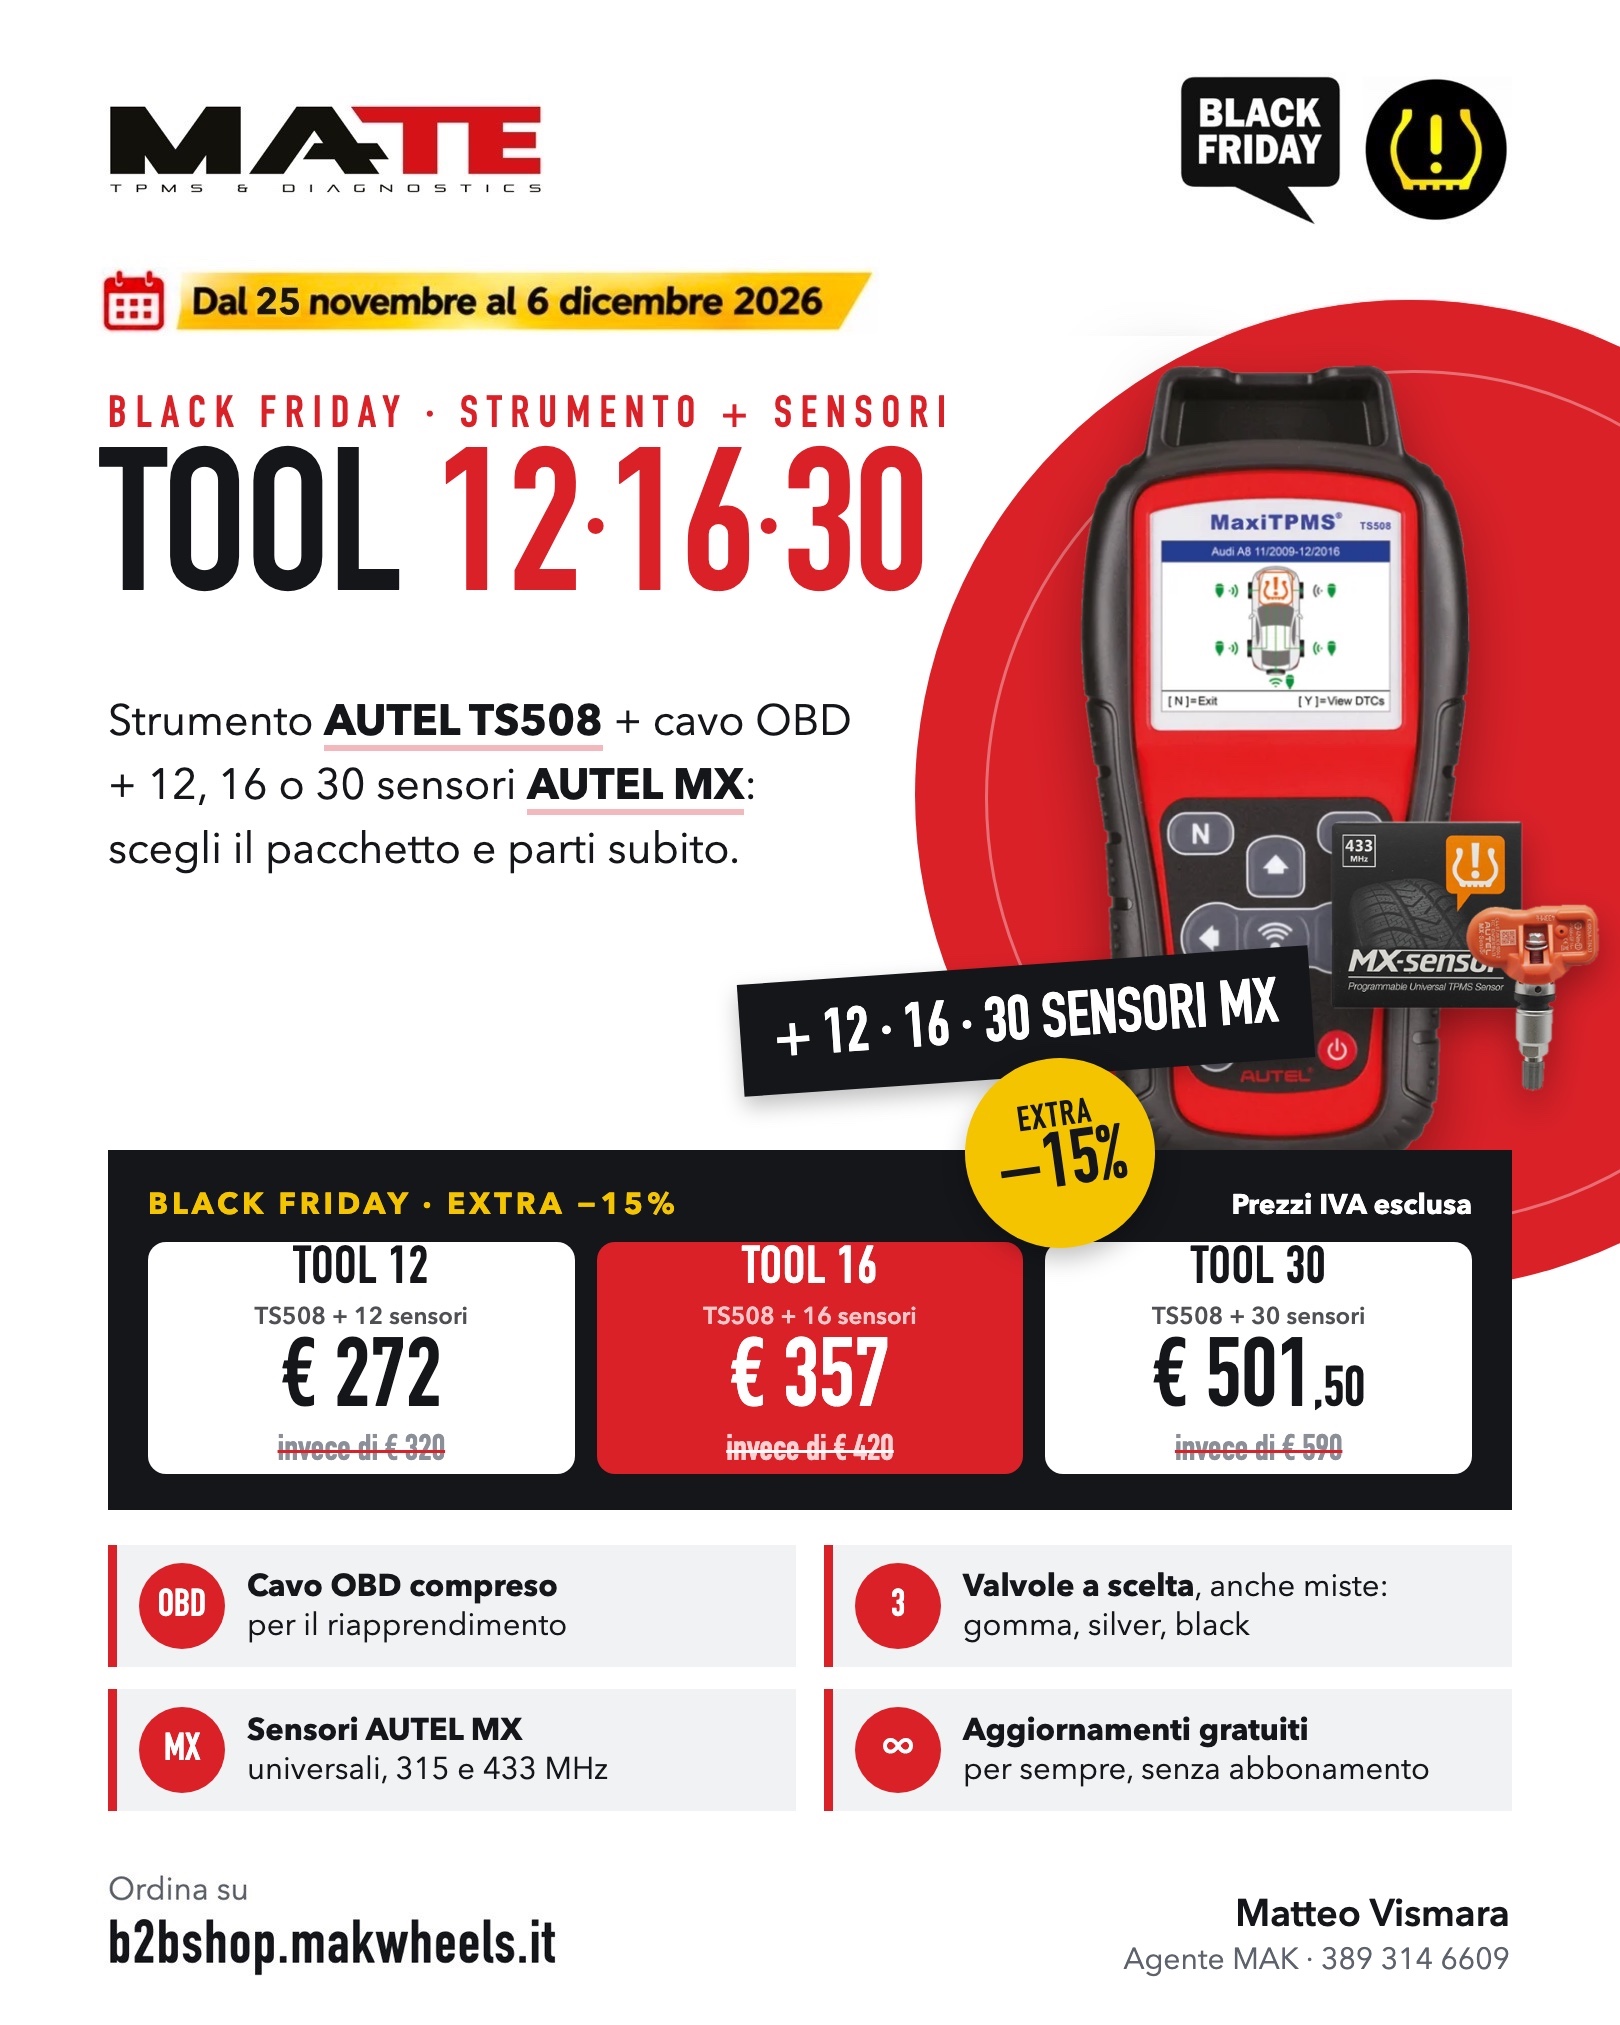 MATE
TPMS & DIAGNOSTICS
BLACK
FRIDAY
Dal 25 novembre al 6 dicembre 2026
BLACK FRIDAY · STRUMENTO + SENSORI
TOOL 12·16·30
Strumento AUTEL TS508 + cavo OBD
+ 12, 16 o 30 sensori AUTEL MX:
scegli il pacchetto e parti subito.
MaxiTPMS® TS508
Audi A8 11/2009-12/2016
[N]=Exit [Y]=View DTCs
N
433
MHz
MX-sensor
Programmable Universal TPMS Sensor
AUTEL
+ 12 · 16 · 30 SENSORI MX
AUTEL®
EXTRA
–15%
BLACK FRIDAY · EXTRA –15%
Prezzi IVA esclusa
TOOL 12
TS508 + 12 sensori
€ 272
invece di € 320
TOOL 16
TS508 + 16 sensori
€ 357
invece di € 420
TOOL 30
TS508 + 30 sensori
€ 501,50
invece di € 590
OBD
Cavo OBD compreso
per il riapprendimento
3
Valvole a scelta, anche miste:
gomma, silver, black
MX
Sensori AUTEL MX
universali, 315 e 433 MHz
∞
Aggiornamenti gratuiti
per sempre, senza abbonamento
Ordina su
b2bshop.makwheels.it
Matteo Vismara
Agente MAK · 389 314 6609